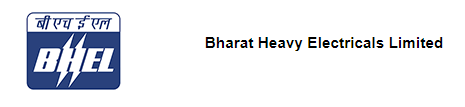 बी एच ई एल
BHEL
Bharat Heavy Electricals Limited